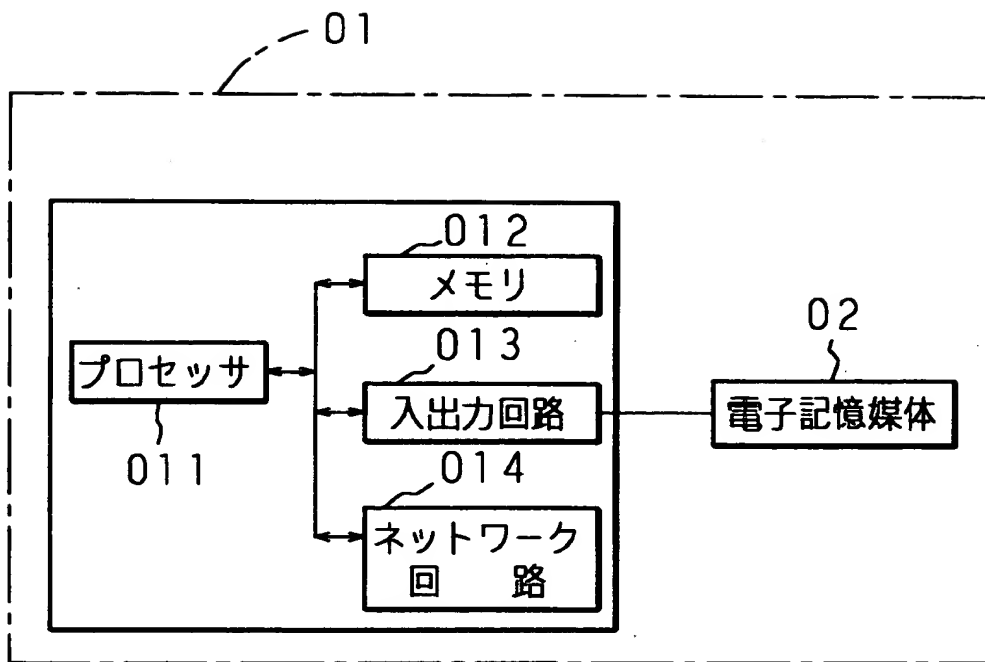 01
012
メモリ
プロセッサ
011
013
入出力回路
02
電子記憶媒体
014
ネットワーク
回　路